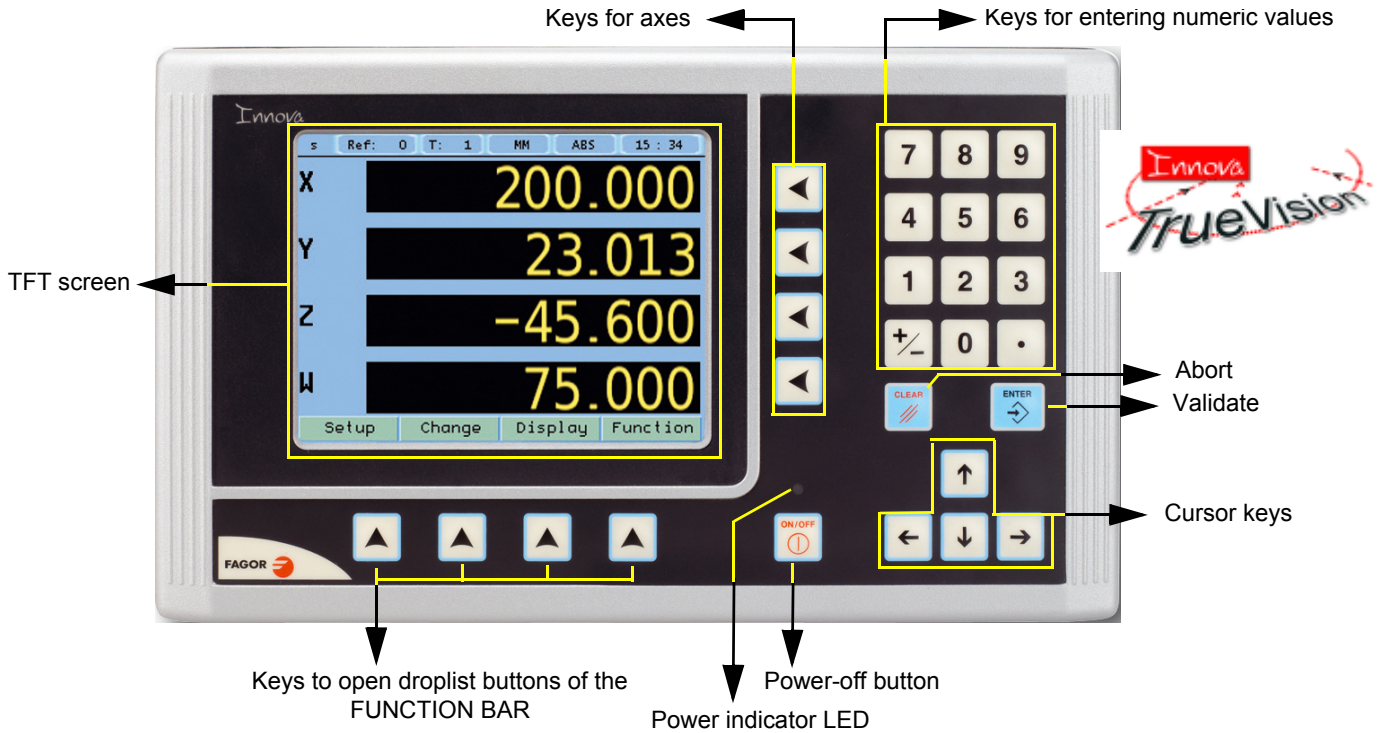 Keys for axes
Keys for entering numeric values
Innova
s Ref: 0 T: 1 MM ABS 15 : 34
X 200.000
Y 23.013
Z -45.600
W 75.000
Setup Change Display Function
TFT screen
7 8 9
4 5 6
1 2 3
+/- 0 .
Innova
TrueVision
CLEAR
ENTER
Abort
Validate
Cursor keys
ON/OFF
FAGOR
Keys to open droplist buttons of the
FUNCTION BAR
Power-off button
Power indicator LED